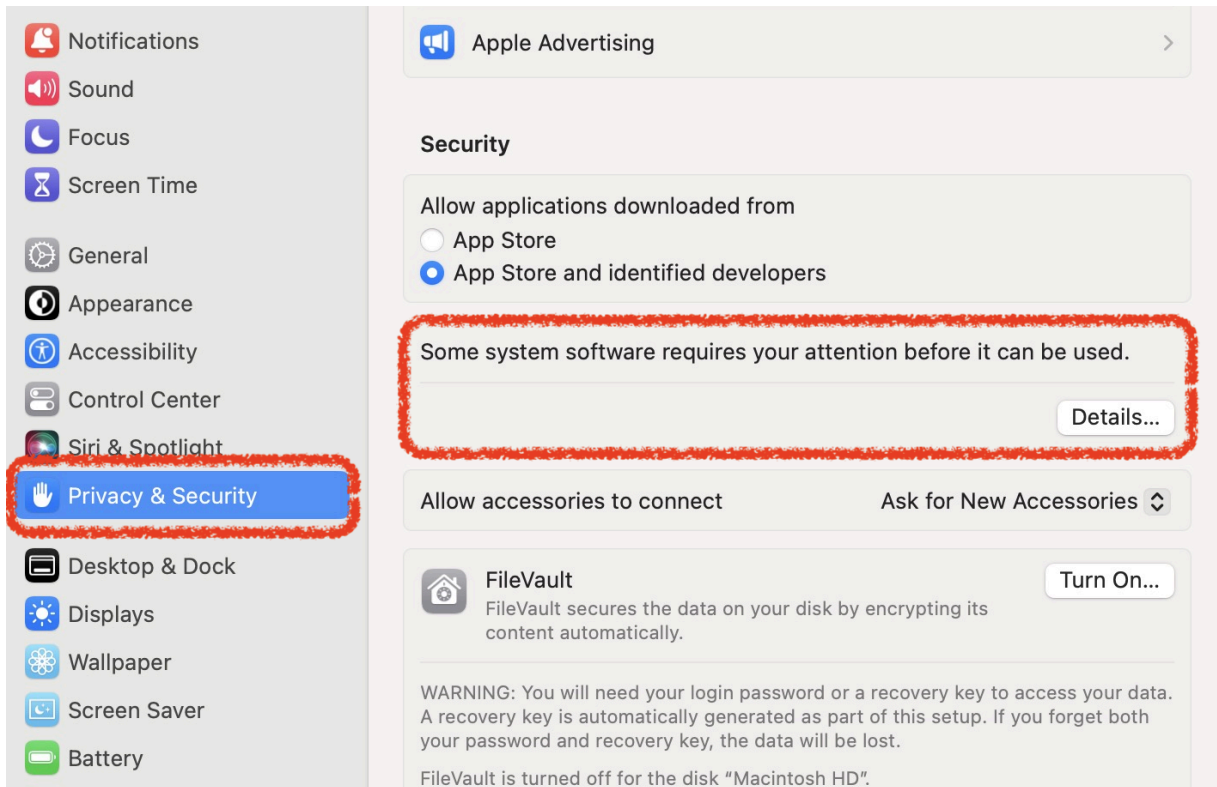 Notifications
Sound
Focus
Screen Time
General
Appearance
Accessibility
Control Center
Siri & Spotlight
Privacy & Security
Desktop & Dock
Displays
Wallpaper
Screen Saver
Battery
Apple Advertising
Security
Allow applications downloaded from
App Store
App Store and identified developers
Some system software requires your attention before it can be used.
Details...
Allow accessories to connect
Ask for New Accessories
FileVault
Turn On...
FileVault secures the data on your disk by encrypting its
content automatically.
WARNING: You will need your login password or a recovery key to access your data.
A recovery key is automatically generated as part of this setup. If you forget both
your password and recovery key, the data will be lost.
FileVault is turned off for the disk “Macintosh HD”.